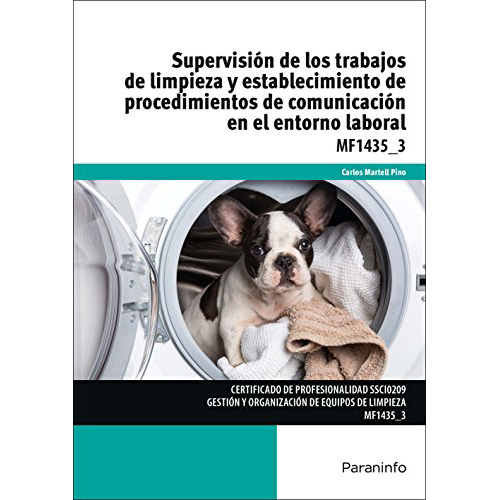 Supervisión de los trabajos
de limpieza y establecimiento de
procedimientos de comunicación
en el entorno laboral
MF1435_3
Carlos Martell Pino
CERTIFICADO DE PROFESIONALIDAD SSCI0209
GESTIÓN Y ORGANIZACIÓN DE EQUIPOS DE LIMPIEZA
MF1435_3
Paraninfo